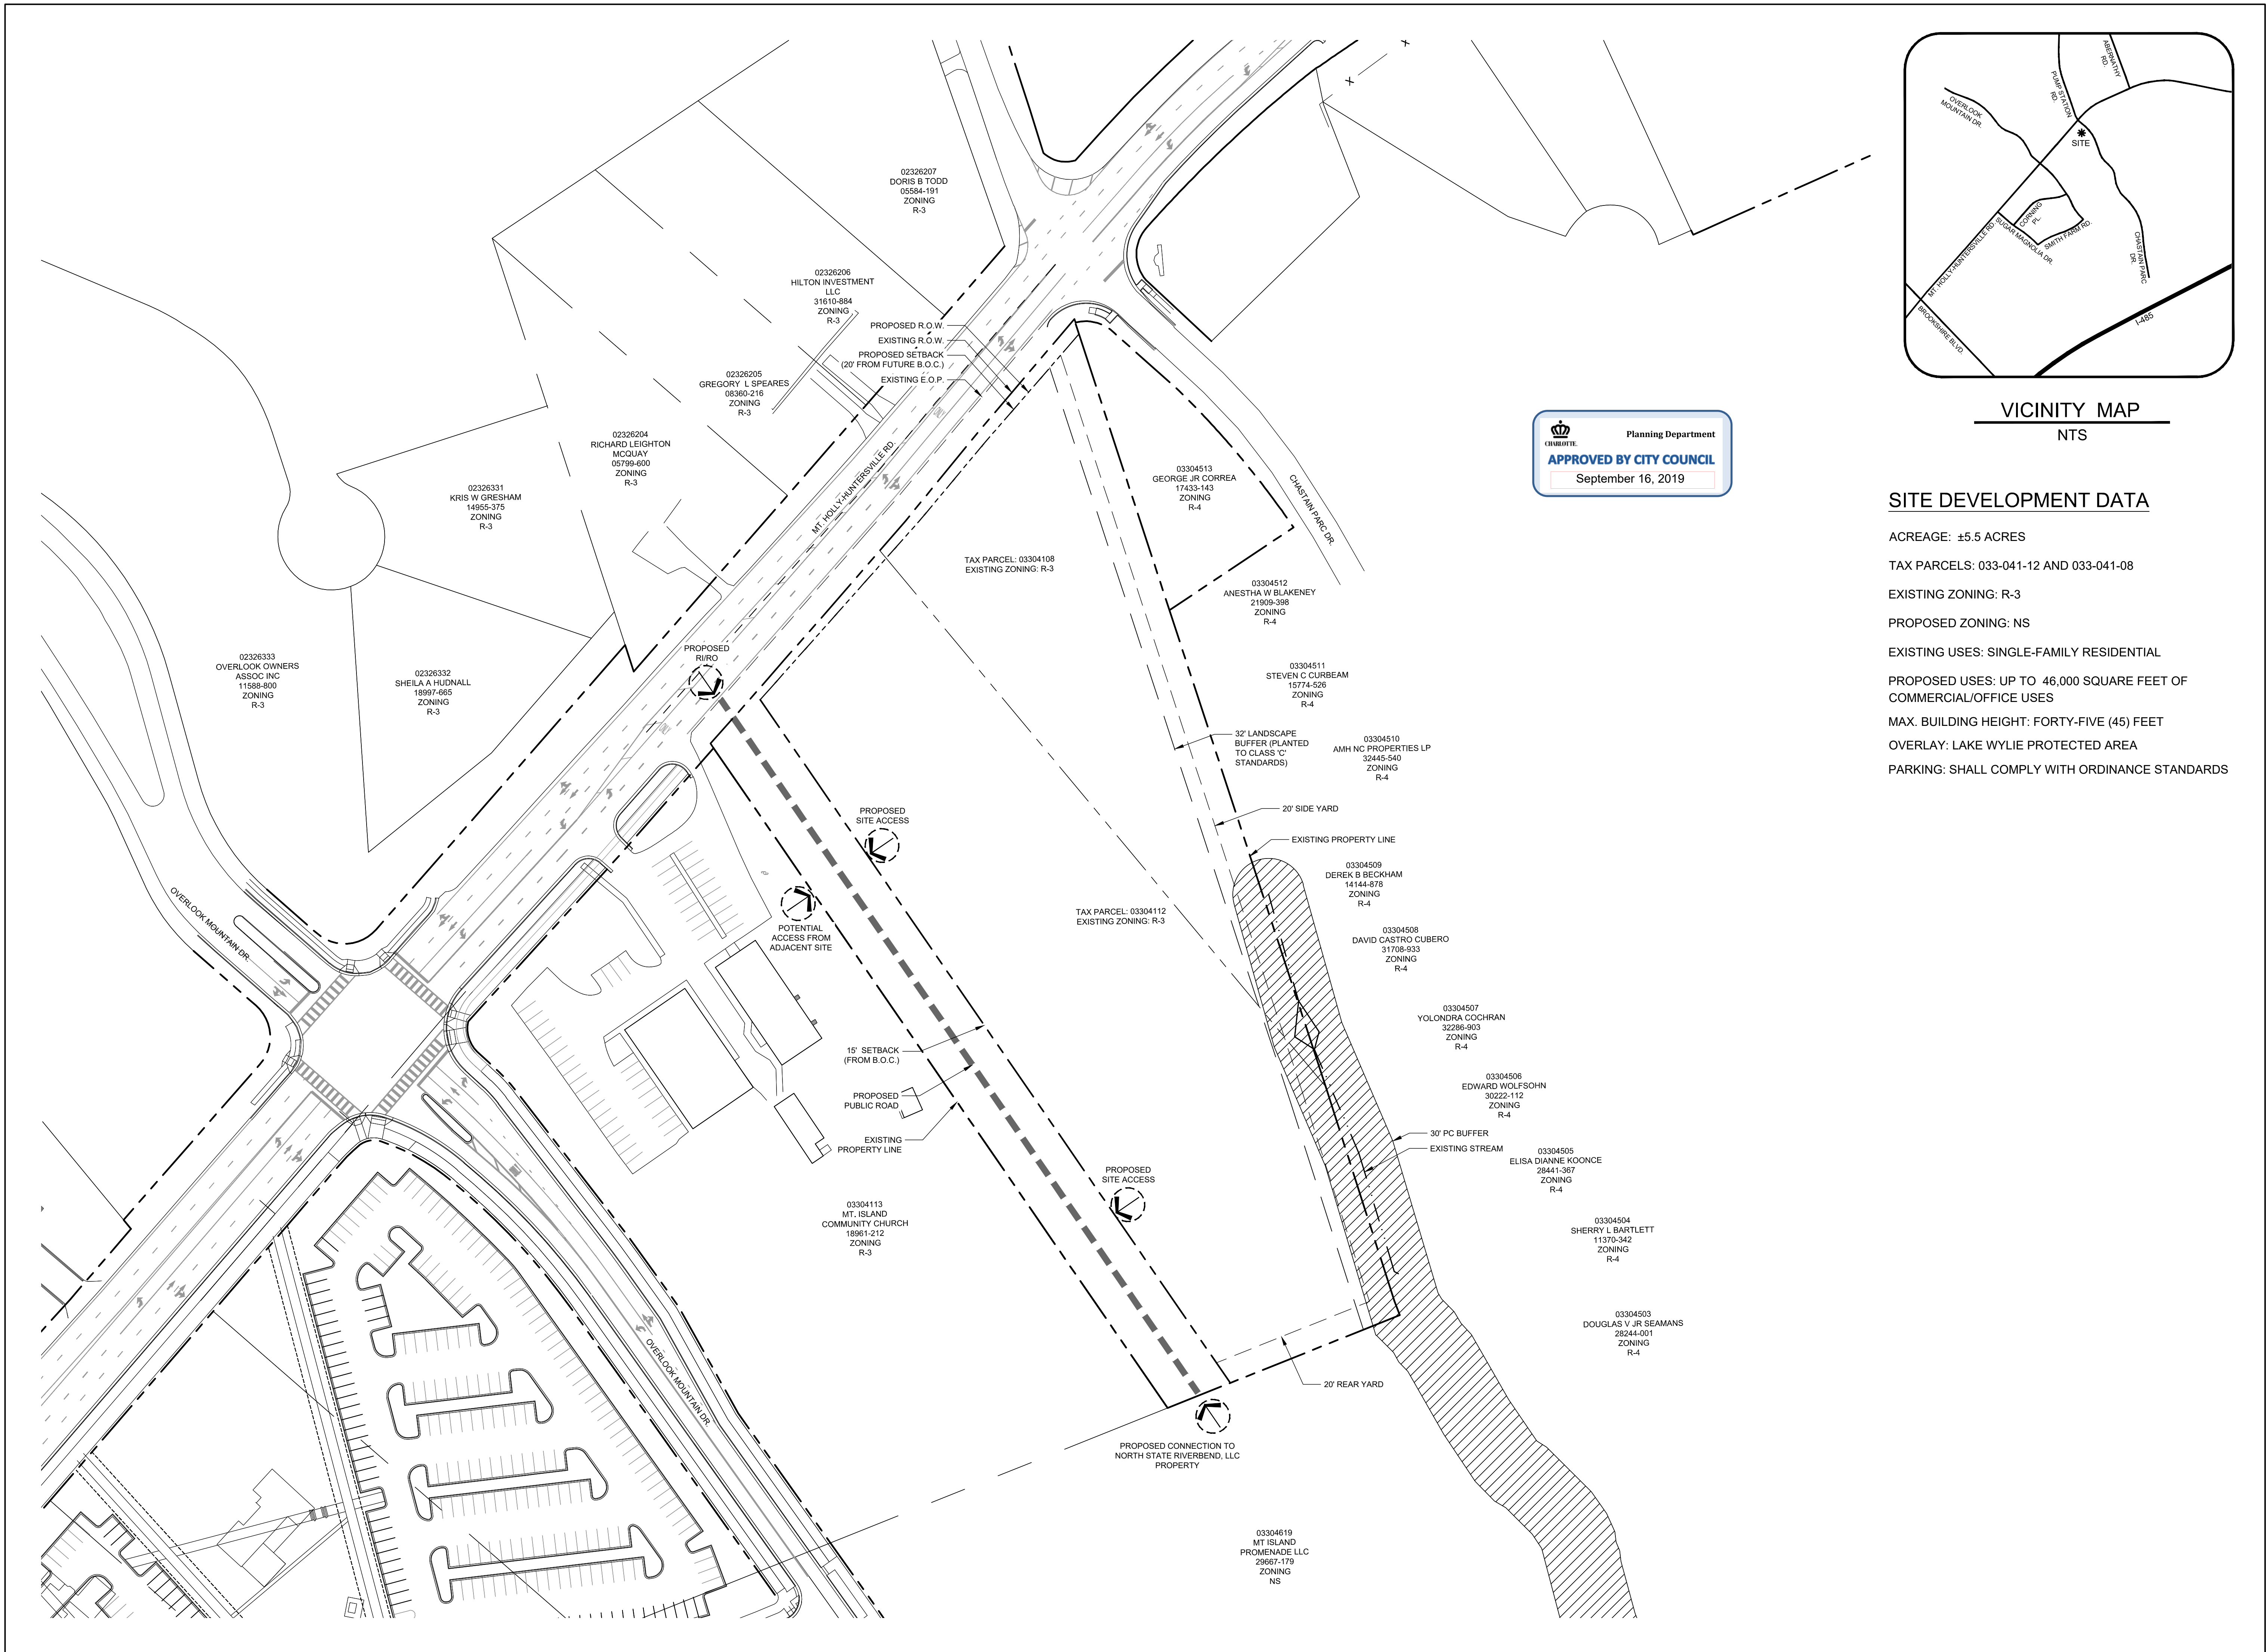 02326207
DORIS B TODD
05584-191
ZONING
R-3
02326206
HILTON INVESTMENT
LLC
31610-884
ZONING
R-3
PROPOSED R.O.W.
EXISTING R.O.W.
PROPOSED SETBACK
(20' FROM FUTURE B.O.C.)
EXISTING E.O.P.
02326205
GREGORY L SPEARES
08360-216
ZONING
R-3
02326204
RICHARD LEIGHTON
MCQUAY
05799-600
ZONING
R-3
02326331
KRIS W GRESHAM
14955-375
ZONING
R-3
02326333
OVERLOOK OWNERS
ASSOC INC
11588-800
ZONING
R-3
02326332
SHEILA A HUDNALL
18997-665
ZONING
R-3
MT. HOLLY-HUNTERSVILLE RD.
PROPOSED
RI/RO
TAX PARCEL: 03304108
EXISTING ZONING: R-3
03304513
GEORGE JR CORREA
17433-143
ZONING
R-4
CHASTAIN PARC DR.
03304512
ANESTHA W BLAKENEY
21909-398
ZONING
R-4
03304511
STEVEN C CURBEAM
15774-526
ZONING
R-4
32' LANDSCAPE
BUFFER (PLANTED
TO CLASS 'C'
STANDARDS)
03304510
AMH NC PROPERTIES LP
32445-540
ZONING
R-4
20' SIDE YARD
EXISTING PROPERTY LINE
03304509
DEREK B BECKHAM
14144-878
ZONING
R-4
03304508
DAVID CASTRO CUBERO
31708-933
ZONING
R-4
03304507
YOLONDRA COCHRAN
32286-903
ZONING
R-4
03304506
EDWARD WOLFSOHN
30222-112
ZONING
R-4
30' PC BUFFER
EXISTING STREAM
03304505
ELISA DIANNE KOONCE
28441-367
ZONING
R-4
03304504
SHERRY L BARTLETT
11370-342
ZONING
R-4
03304503
DOUGLAS V JR SEAMANS
28244-001
ZONING
R-4
PROPOSED
SITE ACCESS
POTENTIAL
ACCESS FROM
ADJACENT SITE
TAX PARCEL: 03304112
EXISTING ZONING: R-3
OVERLOOK MOUNTAIN DR.
15' SETBACK
(FROM B.O.C.)
PROPOSED
PUBLIC ROAD
EXISTING
PROPERTY LINE
PROPOSED
SITE ACCESS
03304113
MT. ISLAND
COMMUNITY CHURCH
18961-212
ZONING
R-3
OVERLOOK MOUNTAIN DR.
20' REAR YARD
PROPOSED CONNECTION TO
NORTH STATE RIVERBEND, LLC
PROPERTY
03304619
MT ISLAND
PROMENADE LLC
29667-179
ZONING
NS
X
X
CHARLOTTE.
Planning Department
APPROVED BY CITY COUNCIL
September 16, 2019
OVERLOOK
MOUNTAIN DR.
PUMP STATION
RD.
ABERNATHY
RD.
SITE
MT. HOLLY-HUNTERSVILLE RD.
CORNING
PL.
SUGAR MAGNOLIA DR.
SMITH FARM RD.
CHASTAIN PARC
DR.
BROOKSHIRE BLVD.
I-485
VICINITY MAP
NTS
SITE DEVELOPMENT DATA
ACREAGE: ±5.5 ACRES
TAX PARCELS: 033-041-12 AND 033-041-08
EXISTING ZONING: R-3
PROPOSED ZONING: NS
EXISTING USES: SINGLE-FAMILY RESIDENTIAL
PROPOSED USES: UP TO 46,000 SQUARE FEET OF
COMMERCIAL/OFFICE USES
MAX. BUILDING HEIGHT: FORTY-FIVE (45) FEET
OVERLAY: LAKE WYLIE PROTECTED AREA
PARKING: SHALL COMPLY WITH ORDINANCE STANDARDS